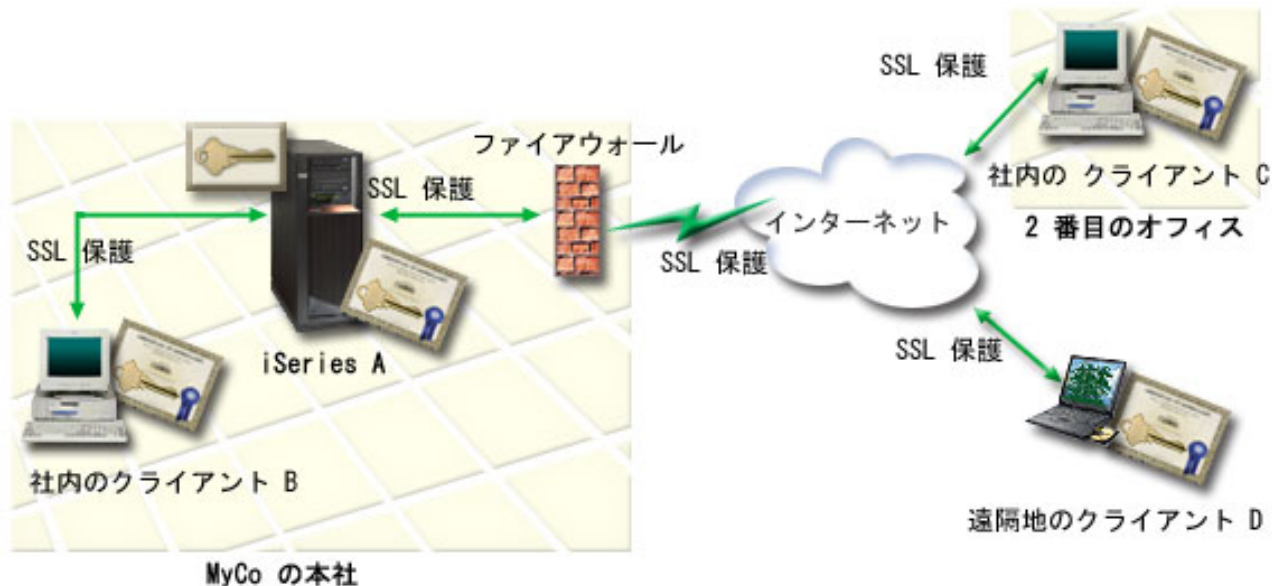 SSL 保護
社内の クライアント C
2 番目のオフィス
ファイアウォール
SSL 保護
インターネット
SSL 保護
SSL 保護
iSeries A
社内のクライアント B
SSL 保護
遠隔地のクライアント D
MyCo の本社